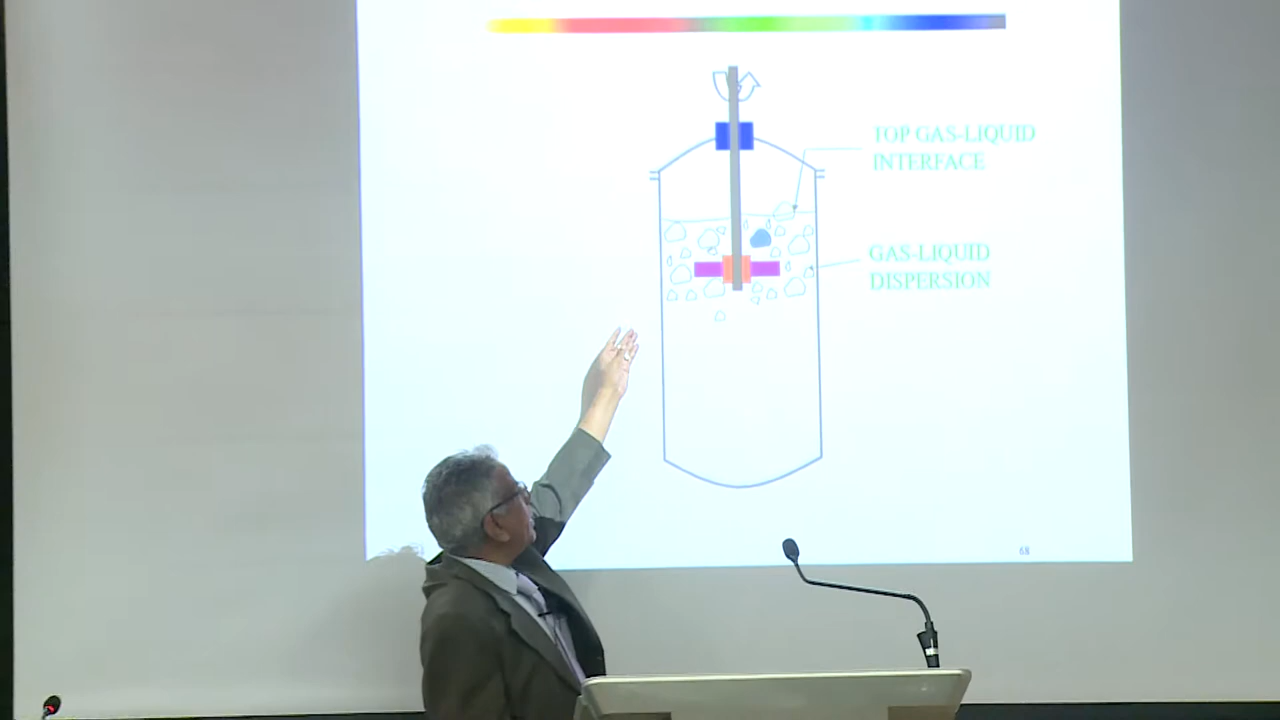 TOP GAS-LIQUID
INTERFACE
GAS-LIQUID
DISPERSION
68